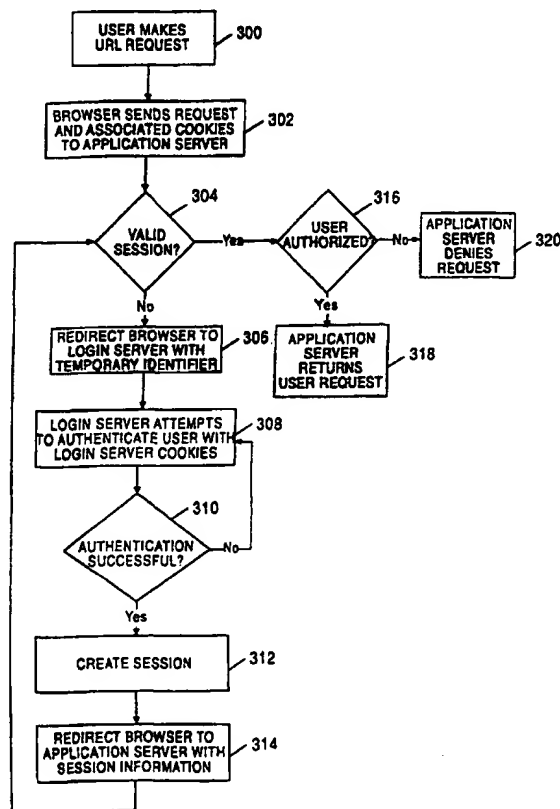 USER MAKES
URL REQUEST
300
BROWSER SENDS REQUEST
AND ASSOCIATED COOKIES
TO APPLICATION SERVER
302
304
VALID
SESSION?
Yes
316
USER
AUTHORIZED?
No
APPLICATION
SERVER
DENIES
REQUEST
320
No
Yes
REDIRECT BROWSER TO
LOGIN SERVER WITH
TEMPORARY IDENTIFIER
306
APPLICATION
SERVER
RETURNS
USER REQUEST
318
LOGIN SERVER ATTEMPTS
TO AUTHENTICATE USER WITH
LOGIN SERVER COOKIES
308
310
AUTHENTICATION
SUCCESSFUL?
No
Yes
CREATE SESSION
312
REDIRECT BROWSER TO
APPLICATION SERVER WITH
SESSION INFORMATION
314